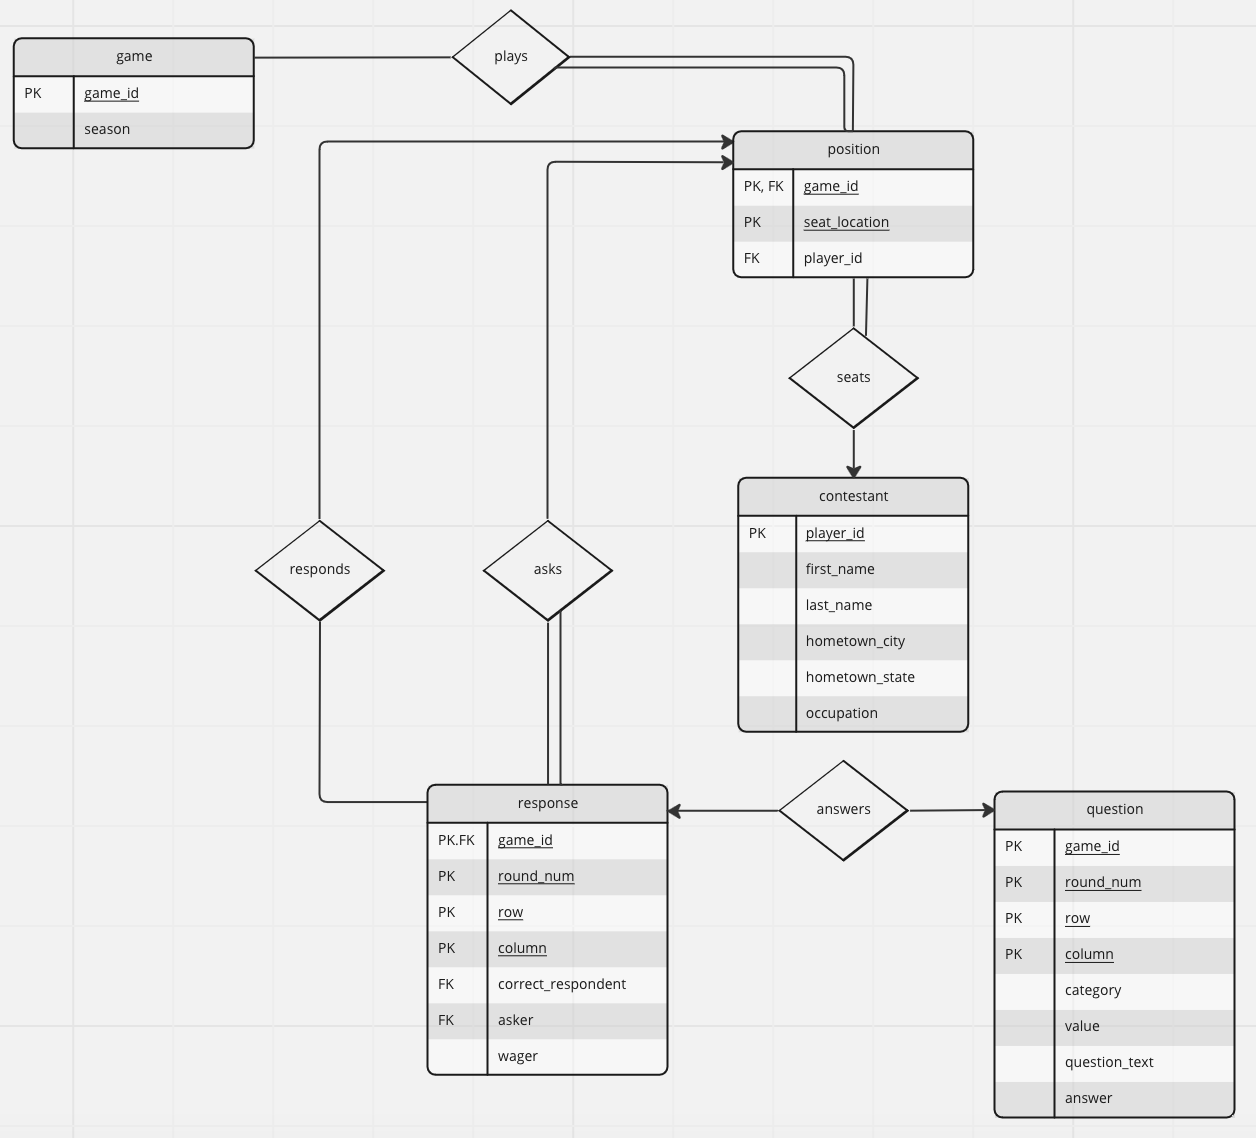 game
PK game_id
season
plays
position
PK, FK game_id
PK seat_location
FK player_id
seats
contestant
PK player_id
first_name
last_name
hometown_city
hometown_state
occupation
responds
asks
answers
response
PK.FK game_id
PK round_num
PK row
PK column
FK correct_respondent
FK asker
wager
question
PK game_id
PK round_num
PK row
PK column
category
value
question_text
answer